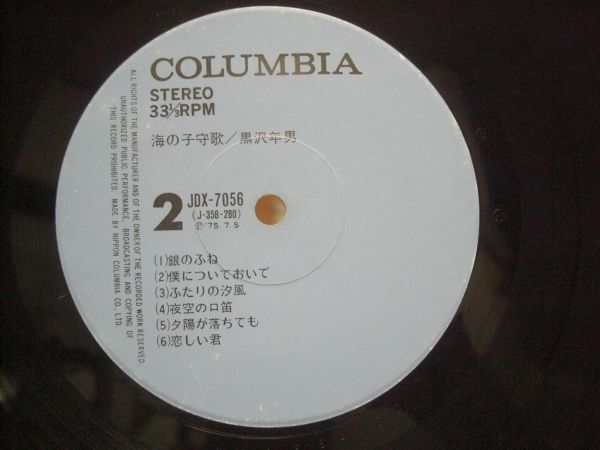 COLUMBIA
STEREO
33⅓RPM
海の子守歌/黒沢年男
2
JDX-7056
(J-358-280)
Ⓟ'75.7.5
(1)銀のふね
(2)僕についておいで
(3)ふたりの汐風
(4)夜空の口笛
(5)夕陽が落ちても
(6)恋しい君
ALL RIGHTS OF THE MANUFACTURER AND OF THE OWNER OF THE RECORDED WORK RESERVED
UNAUTHORIZED PUBLIC PERFORMANCE, BROADCASTING AND COPYING OF
THIS RECORD PROHIBITED. MADE BY NIPPON COLUMBIA CO., LTD.